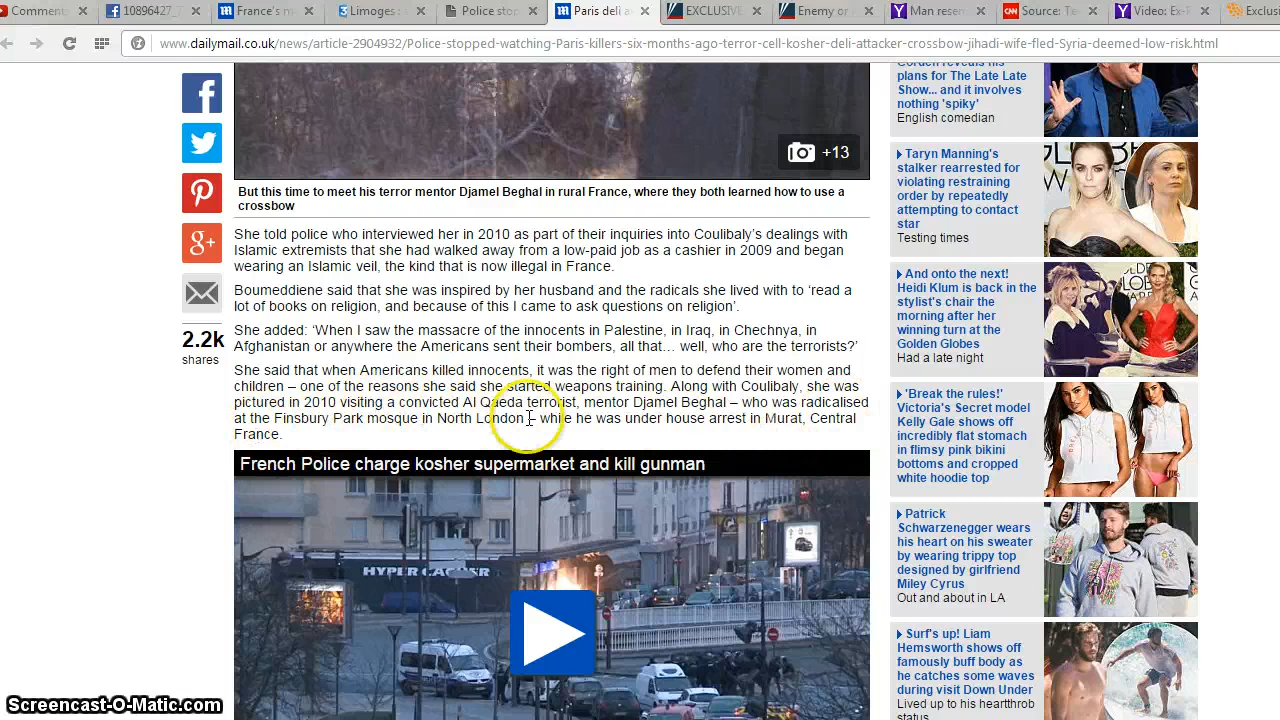 Comments
10896427_7
France's m
Limoges :
Police stop
Paris deli a
EXCLUSIVE
Enemy or
Man resen
Source: Te
Video: Ex-F
Exclusi
www.dailymail.co.uk/news/article-2904932/Police-stopped-watching-Paris-killers-six-months-ago-terror-cell-kosher-deli-attacker-crossbow-jihadi-wife-fled-Syria-deemed-low-risk.html
+13
But this time to meet his terror mentor Djamel Beghal in rural France, where they both learned how to use a
crossbow
She told police who interviewed her in 2010 as part of their inquiries into Coulibaly's dealings with
Islamic extremists that she had walked away from a low-paid job as a cashier in 2009 and began
wearing an Islamic veil, the kind that is now illegal in France.
Boumeddiene said that she was inspired by her husband and the radicals she lived with to ‘read a
lot of books on religion, and because of this I came to ask questions on religion’.
She added: ‘When I saw the massacre of the innocents in Palestine, in Iraq, in Chechnya, in
Afghanistan or anywhere the Americans sent their bombers, all that… well, who are the terrorists?’
She said that when Americans killed innocents, it was the right of men to defend their women and
children – one of the reasons she said she started weapons training. Along with Coulibaly, she was
pictured in 2010 visiting a convicted Al Qaeda terrorist, mentor Djamel Beghal – who was radicalised
at the Finsbury Park mosque in North London – while he was under house arrest in Murat, Central
France.
French Police charge kosher supermarket and kill gunman
HYPER CACHER
f
P
g+
2.2k
shares
Corden reveals his
plans for The Late Late
Show... and it involves
nothing 'spiky'
English comedian
Taryn Manning's
stalker rearrested for
violating restraining
order by repeatedly
attempting to contact
star
Testing times
And onto the next!
Heidi Klum is back in the
stylist's chair the
morning after her
winning turn at the
Golden Globes
Had a late night
'Break the rules!'
Victoria's Secret model
Kelly Gale shows off
incredibly flat stomach
in flimsy pink bikini
bottoms and cropped
white hoodie top
Patrick
Schwarzenegger wears
his heart on his sweater
by wearing trippy top
designed by girlfriend
Miley Cyrus
Out and about in LA
Surf's up! Liam
Hemsworth shows off
famously buff body as
he catches some waves
during visit Down Under
Lived up to his heartthrob
status
Screencast-O-Matic.com